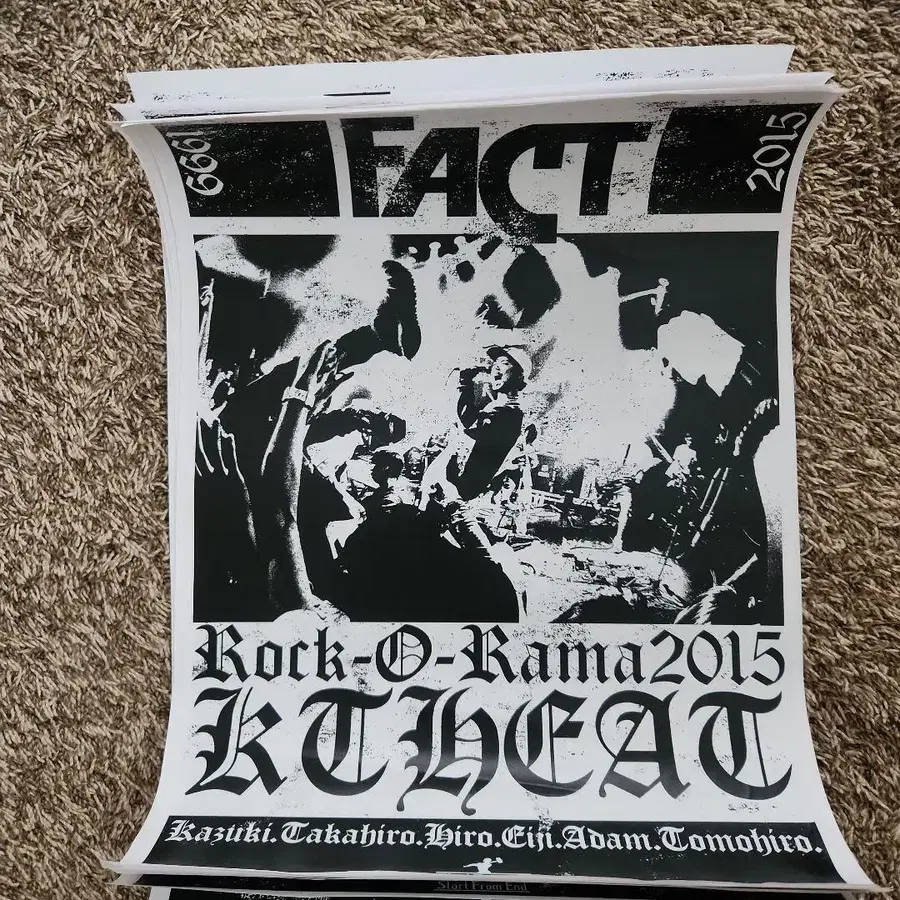 1999
FACT
2015
Rock-O-Rama2015
KTHEAT
Kazuki.Takahiro.Hiro.Eiji.Adam.Tomohiro.
Start From End